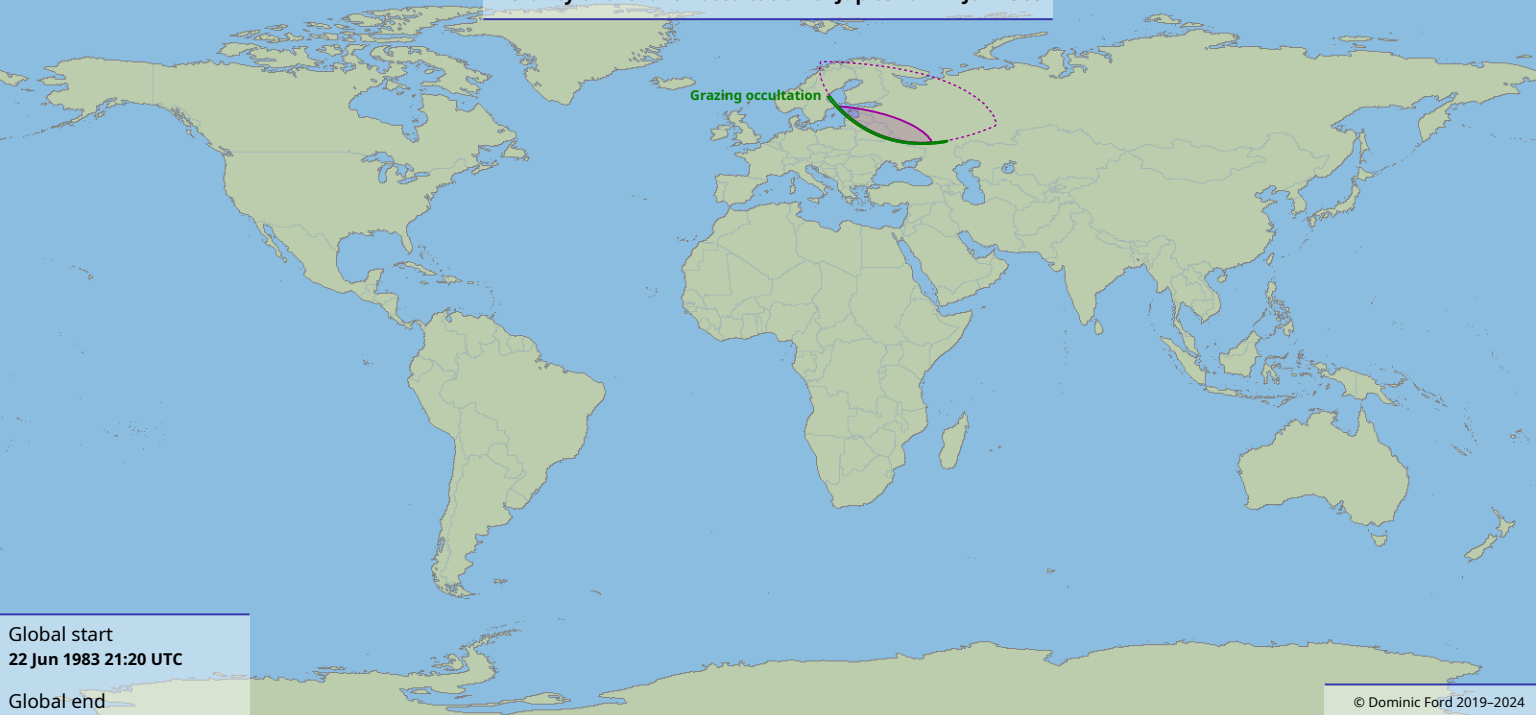 Grazing occultation
Global start
22 Jun 1983 21:20 UTC
Global end
© Dominic Ford 2019–2024